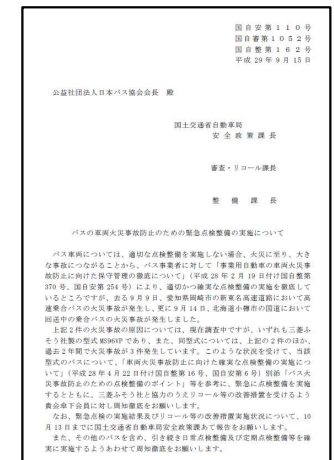 国自安第110号
国自審第1052号
国自整第162号
平成29年9月15日
公益社団法人日本バス協会会長　殿
国土交通省自動車局
安全政策課長
審査・リコール課長
整備課長
バスの車両火災事故防止のための緊急点検整備の実施について
バス車両については、適切な点検整備を実施しない場合、火災に至り、大き
な事故につながることから、バス事業者に対して「事業用自動車の車両火災事
故防止に向けた保守管理の徹底について」（平成28年2月19日付け国自整第
370号、国自安第254号）により、適切かつ確実な点検整備の実施を徹底して
いるところですが、去る9月9日、愛知県岡崎市の新東名高速道路において高
速乗合バスの火災事故が発生し、更に9月14日、北海道小樽市の国道において
回送中の乗合バスの火災事故が発生しました。
上記2件の火災事故の原因については、現在調査中ですが、いずれも三菱ふ
そう社製の型式MS96VPであり、また、同型式については、上記の2件のほか、
過去2年間で火災事故が3件発生しています。このような状況を受けて、当該
型式のバスについて、「車両火災事故防止に向けた確実な点検整備の実施につ
いて」（平成28年4月22日付け国自整第16号、国自安第6号）別添「バス火
災事故防止のための点検整備のポイント」等を参考に、緊急に点検整備を実施
するとともに、三菱ふそう社と協力のうえリコール等の改善措置を受けるよう
貴会傘下会員に対し周知徹底をお願いします。
なお、緊急点検の実施結果及びリコール等の改善措置実施状況について、10
月13日までに国土交通省自動車局安全政策課あて報告をお願いします。
また、その他のバスを含め、引き続き日常点検整備及び定期点検整備等を確
実に実施するようあわせて周知徹底をお願いします。